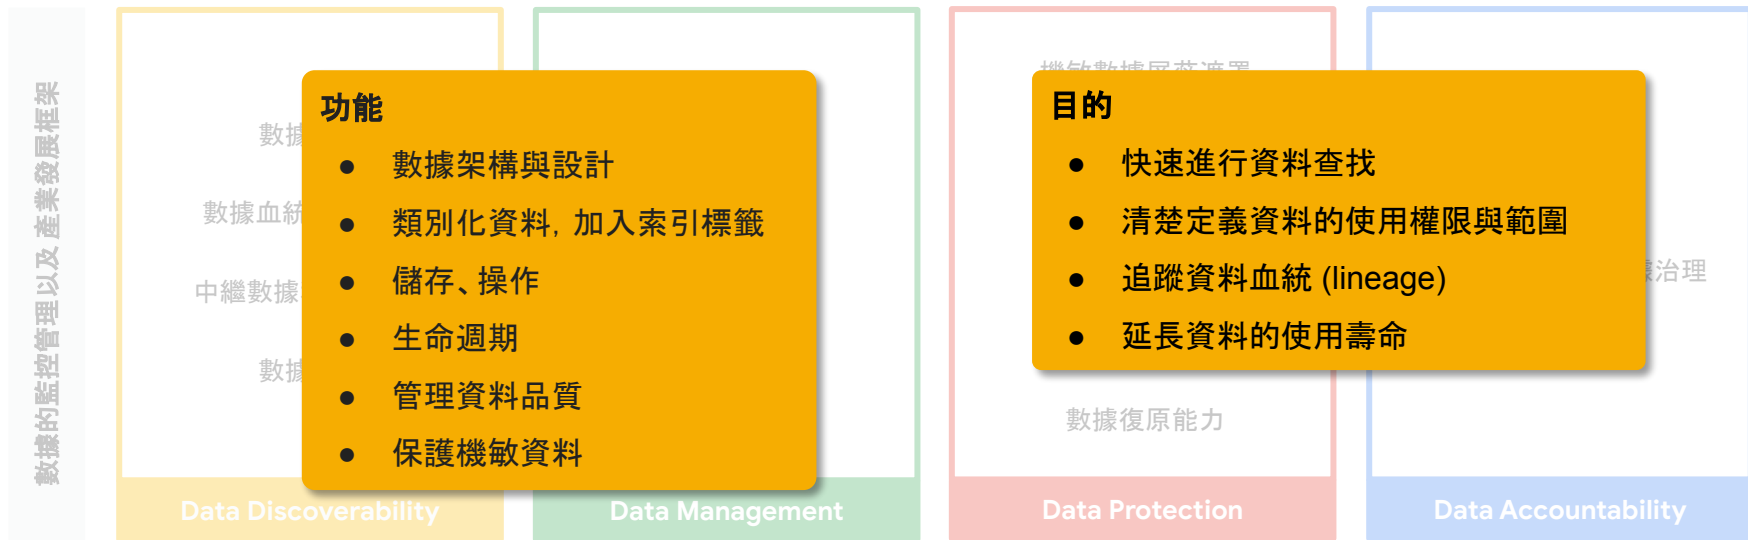 數據的監控管理以及 產業發展框架
數據
數據血統
中繼數據
數據
Data Discoverability
功能
● 數據架構與設計
● 類別化資料, 加入索引標籤
● 儲存、操作
● 生命週期
● 管理資料品質
● 保護機敏資料
Data Management
目的
● 快速進行資料查找
● 清楚定義資料的使用權限與範圍
● 追蹤資料血統 (lineage)
● 延長資料的使用壽命
數據復原能力
Data Protection
治理
Data Accountability